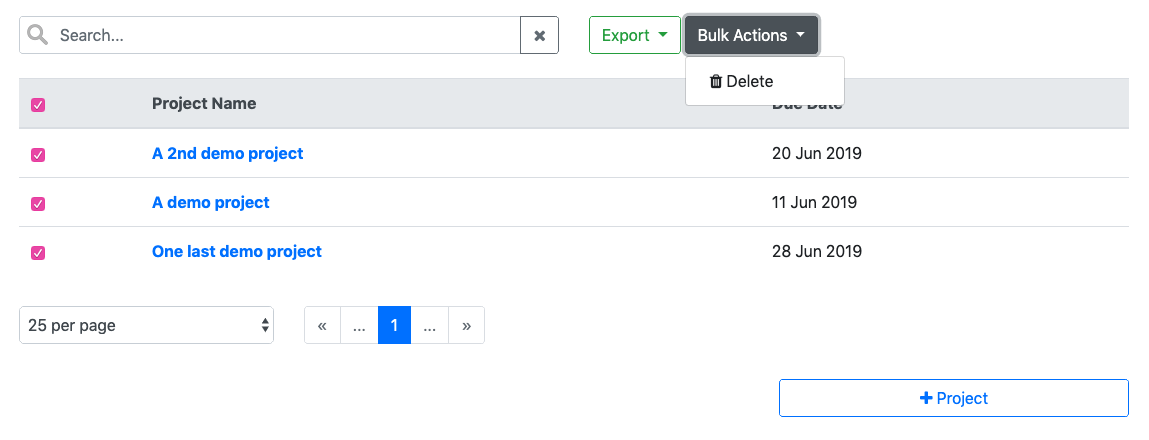 Search...
Export
Bulk Actions
Delete
Project Name Due Date
A 2nd demo project 20 Jun 2019
A demo project 11 Jun 2019
One last demo project 28 Jun 2019
25 per page « ... 1 ... »
Project